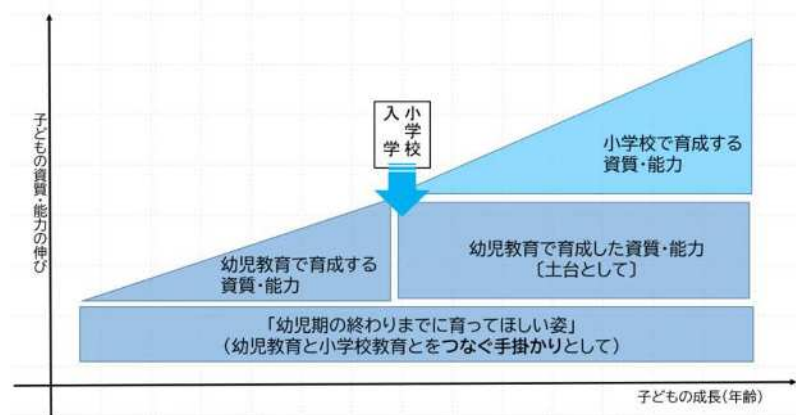 子どもの資質・能力の伸び
小学校
入学
小学校で育成する
資質・能力
幼児教育で育成する
資質・能力
幼児教育で育成した資質・能力
〔土台として〕
「幼児期の終わりまでに育ってほしい姿」
(幼児教育と小学校教育とをつなぐ手掛かりとして)
子どもの成長(年齢)